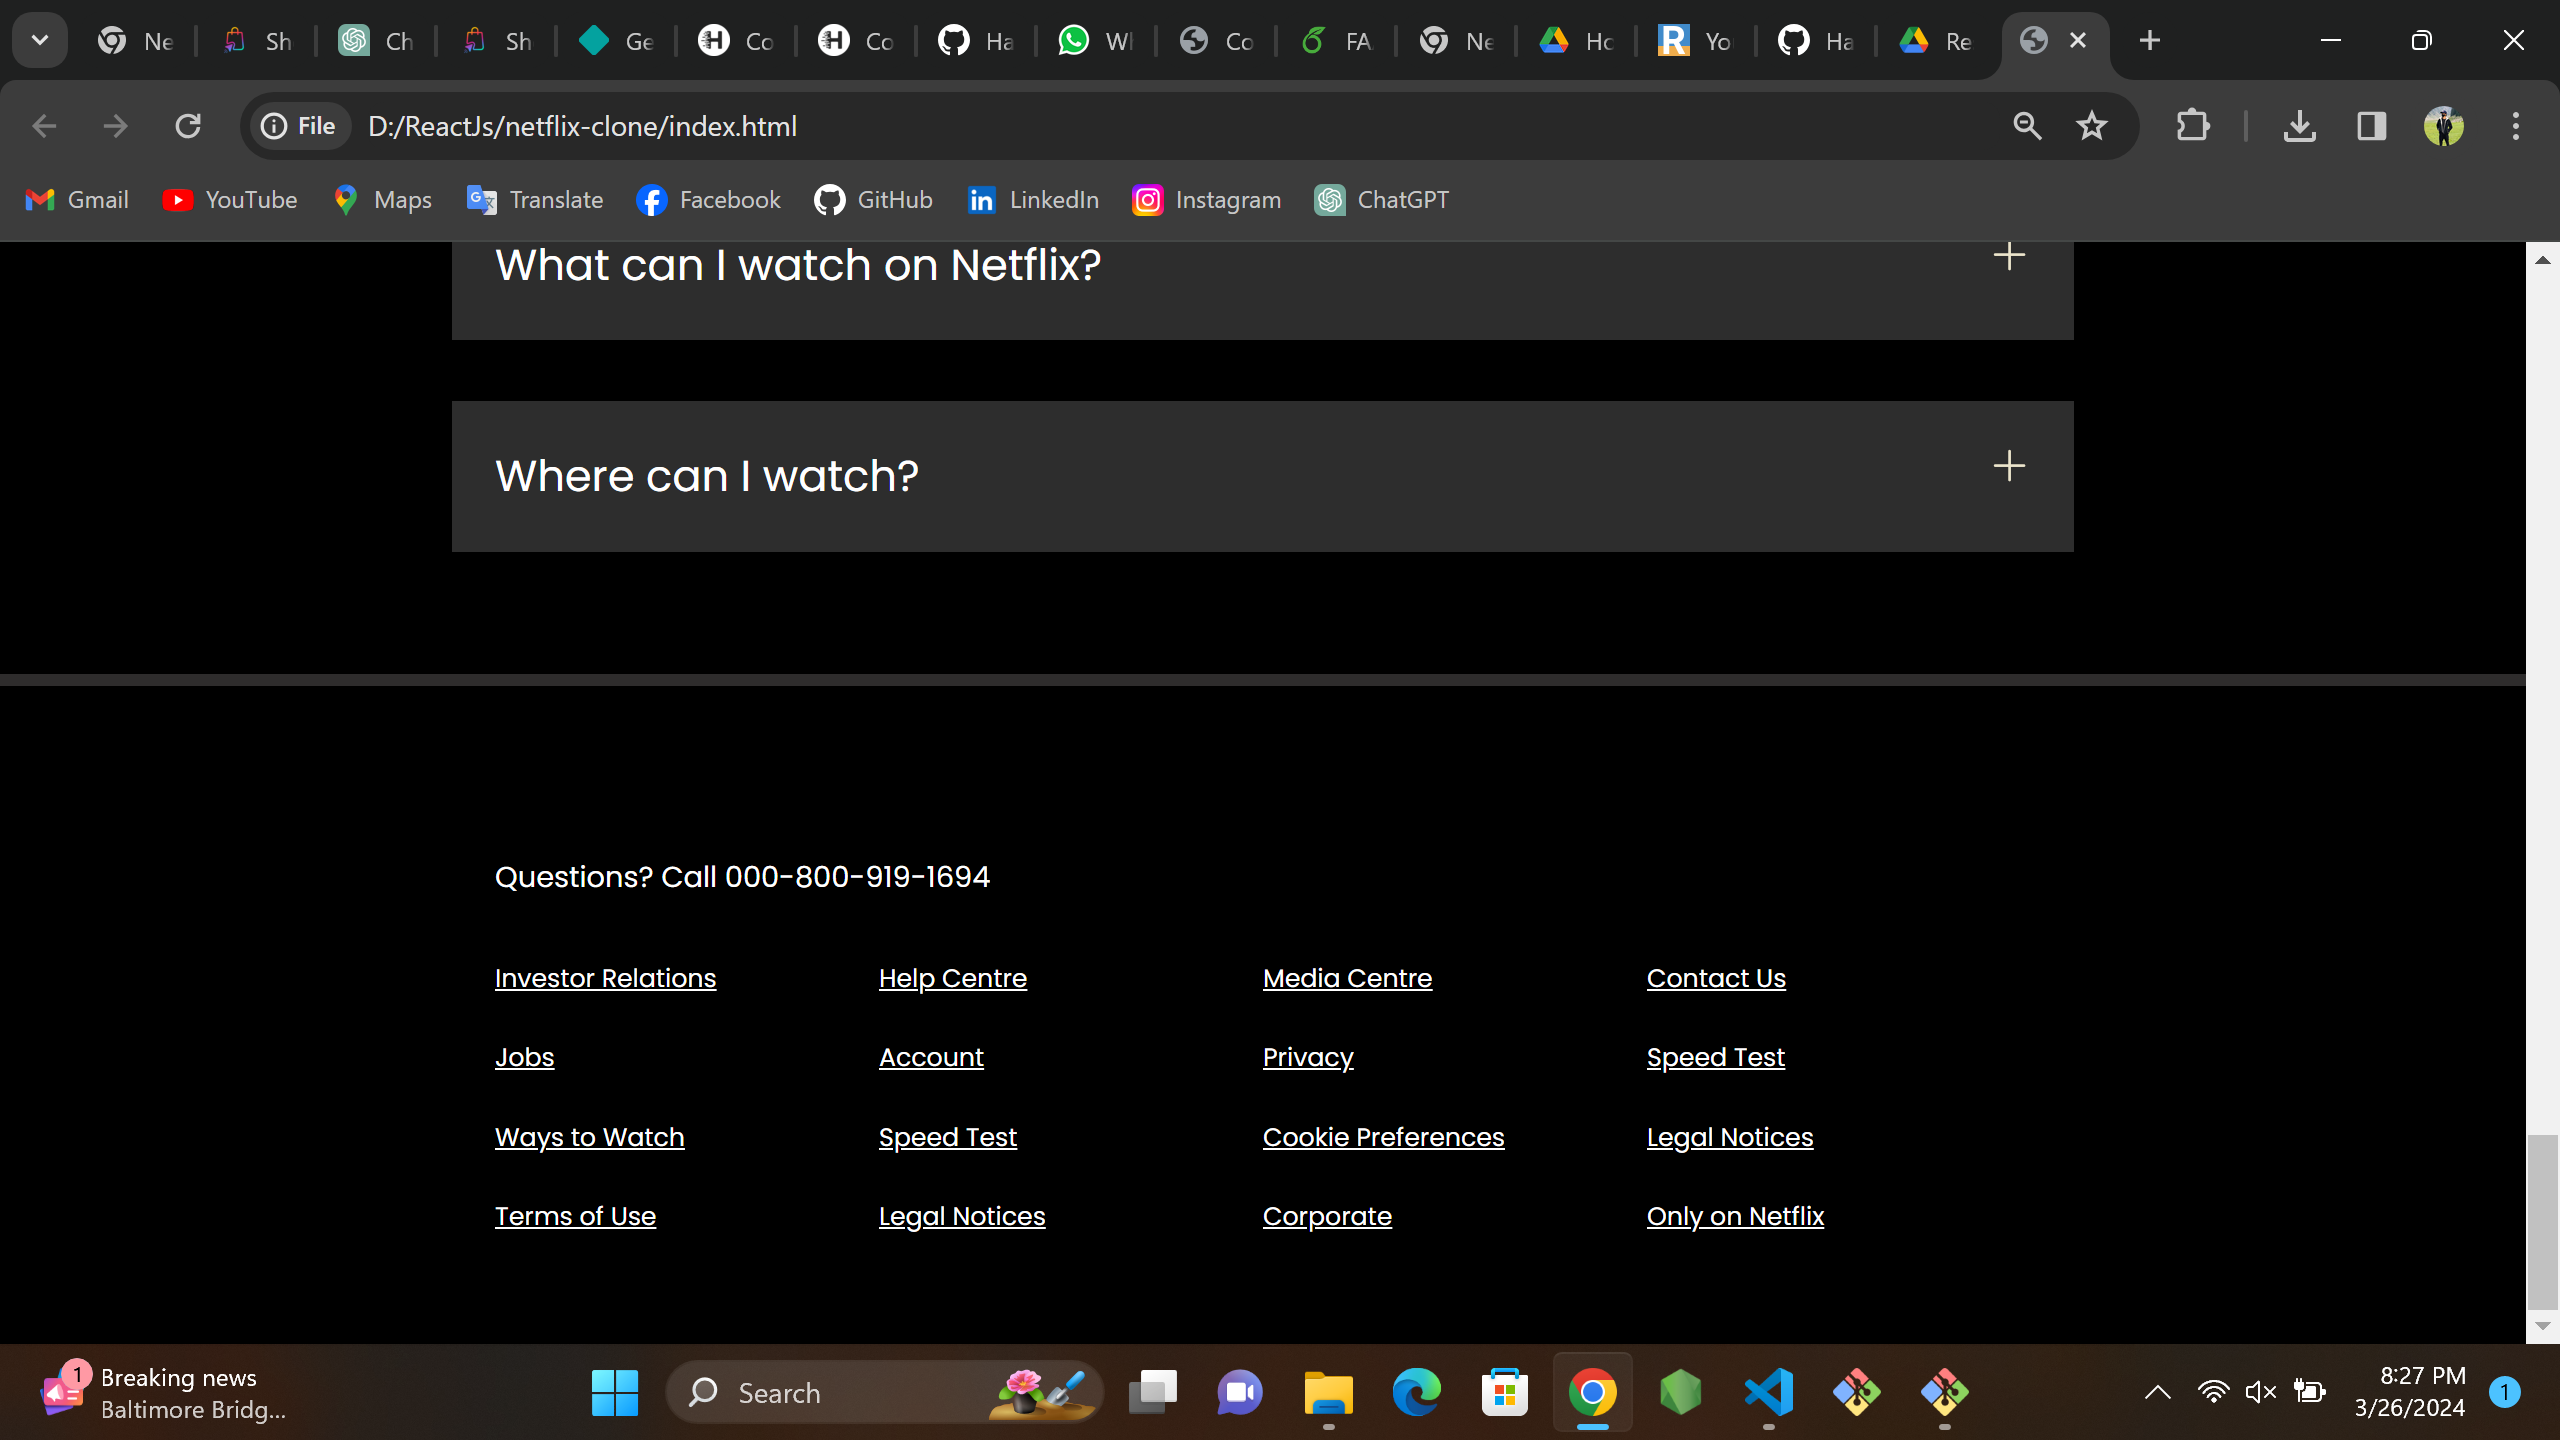 Ne Sh Ch Sh Ge Co Co Ha Wh Co FA Ne Ho Yo Ha Re
File D:/ReactJs/netflix-clone/index.html
Gmail YouTube Maps Translate Facebook GitHub LinkedIn Instagram ChatGPT
What can I watch on Netflix?
Where can I watch?
Questions? Call 000-800-919-1694
Investor Relations Help Centre Media Centre Contact Us
Jobs Account Privacy Speed Test
Ways to Watch Speed Test Cookie Preferences Legal Notices
Terms of Use Legal Notices Corporate Only on Netflix
1 Breaking news
Baltimore Bridg...
Search
8:27 PM
3/26/2024
1